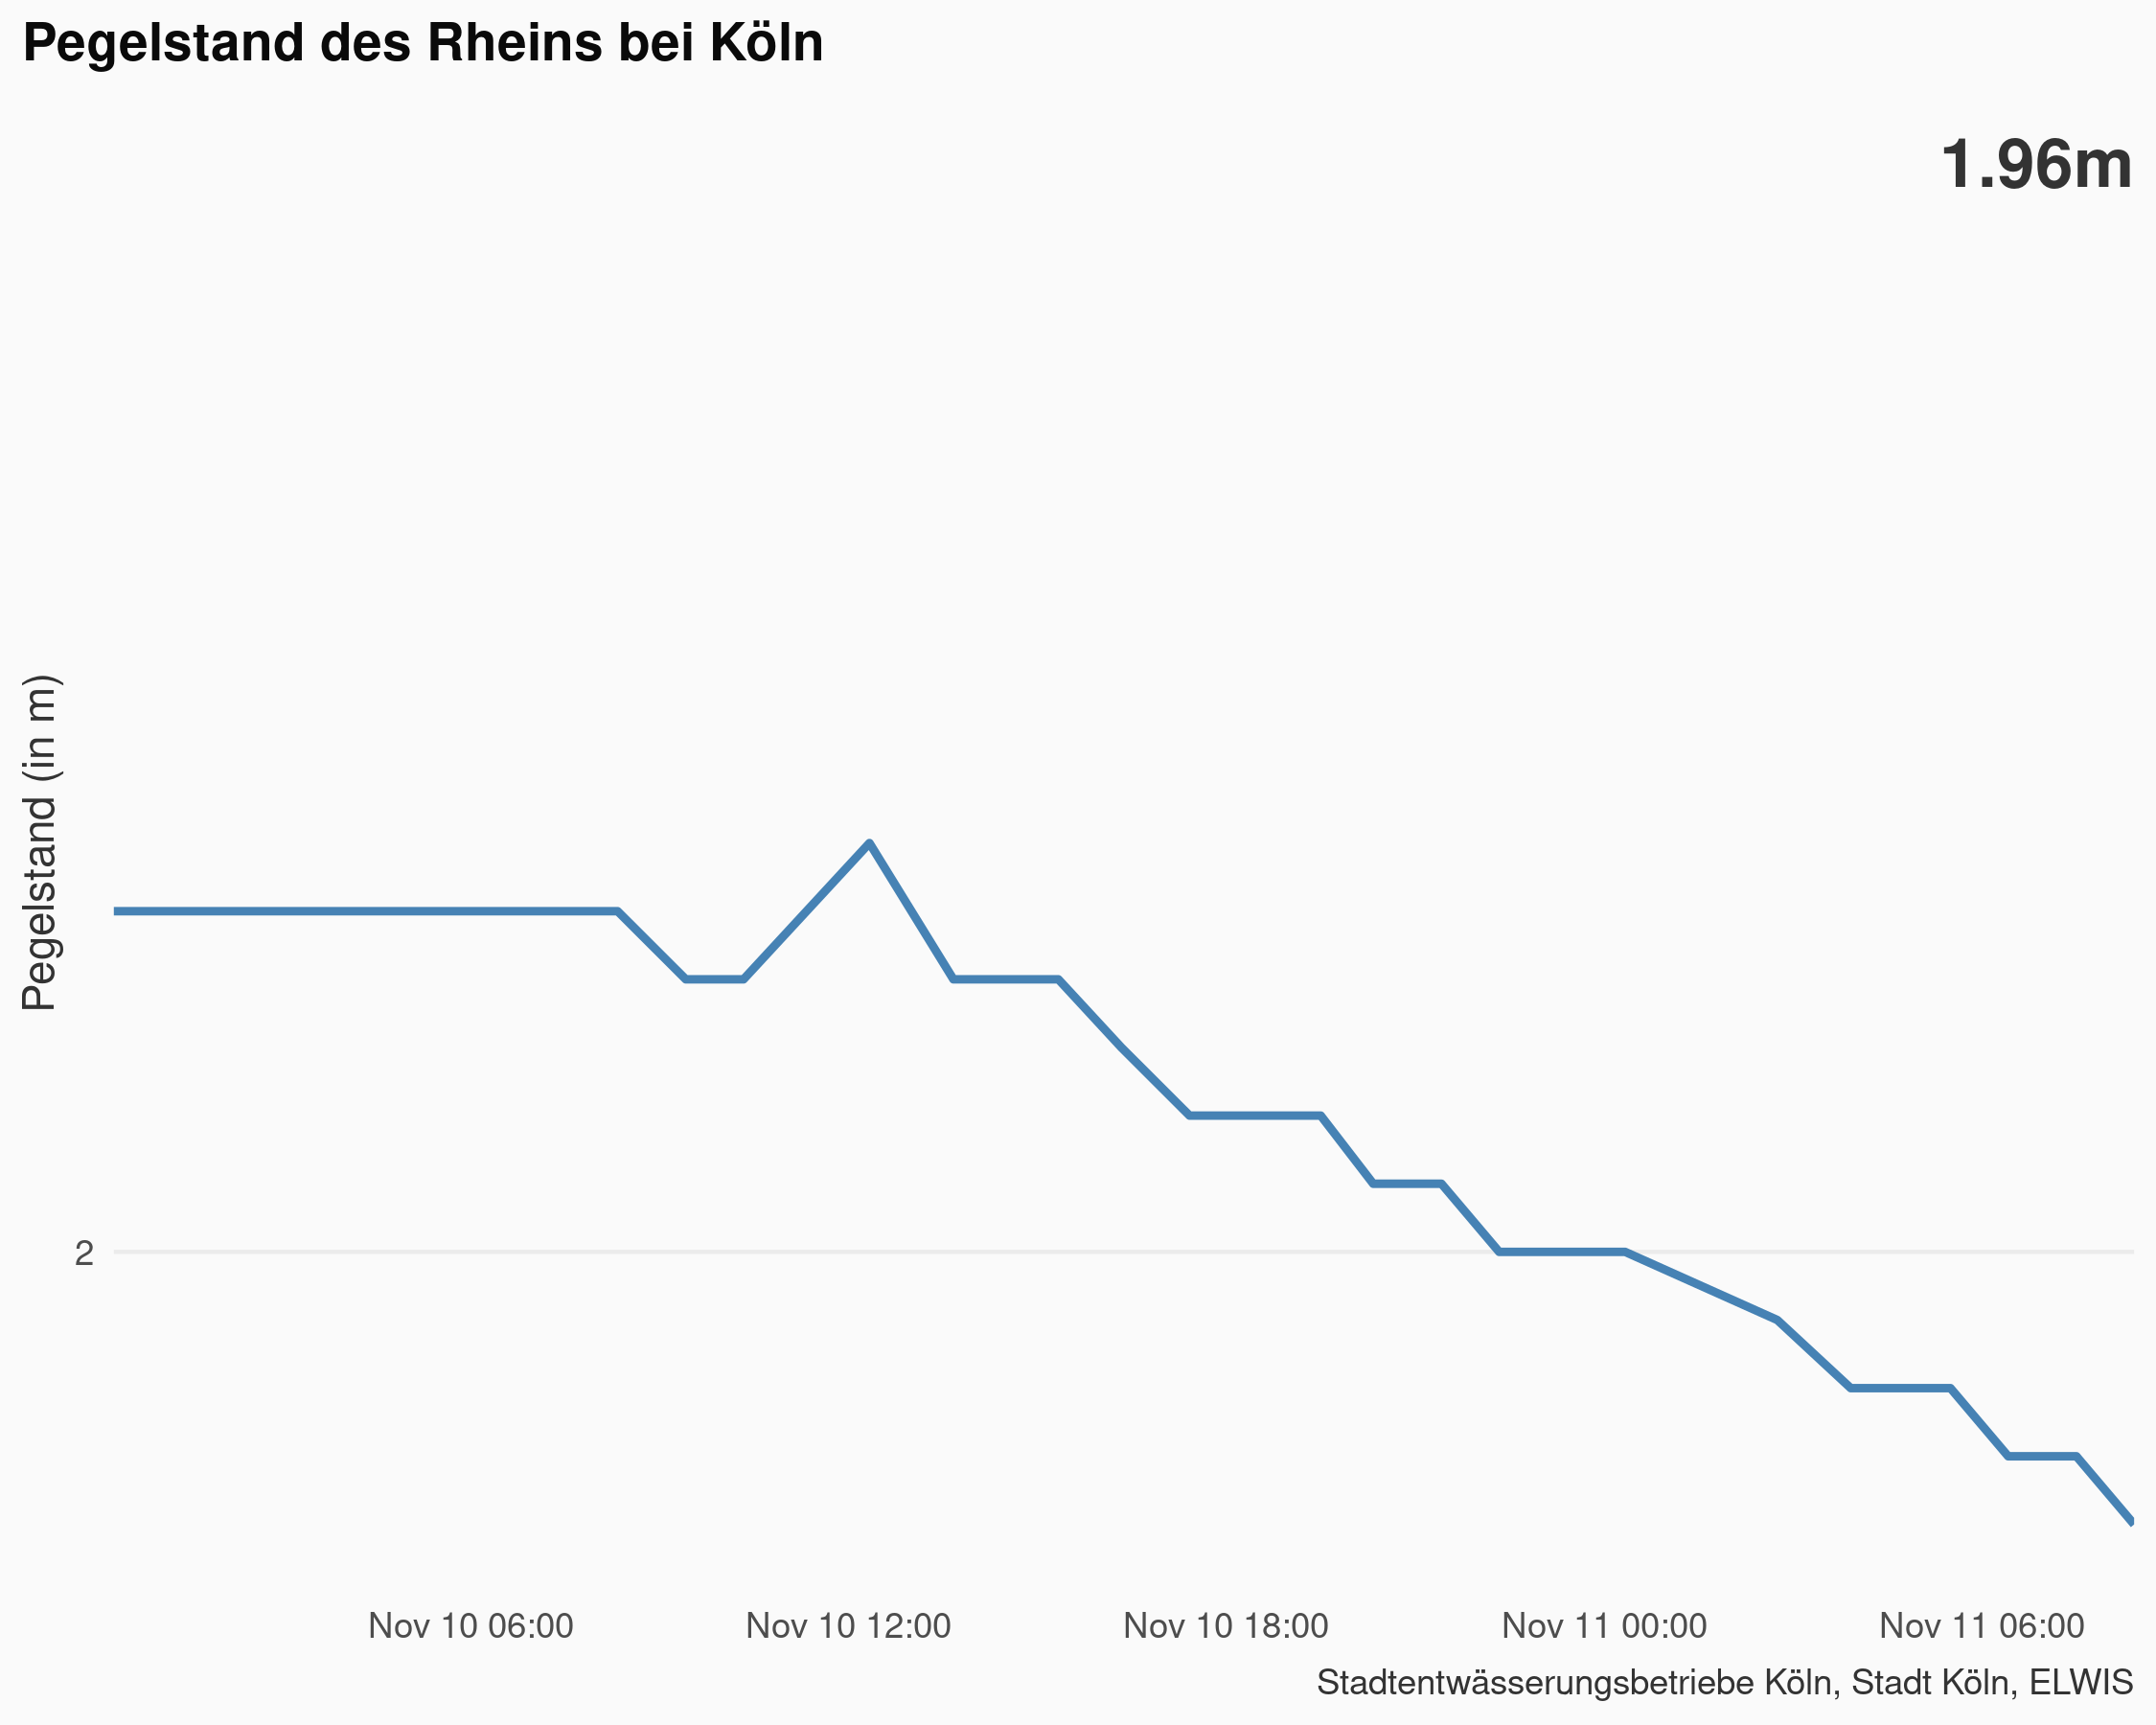 Pegelstand des Rheins bei Köln
1.96m
Pegelstand (in m)
2
Nov 10 06:00
Nov 10 12:00
Nov 10 18:00
Nov 11 00:00
Nov 11 06:00
Stadtentwässerungsbetriebe Köln, Stadt Köln, ELWIS